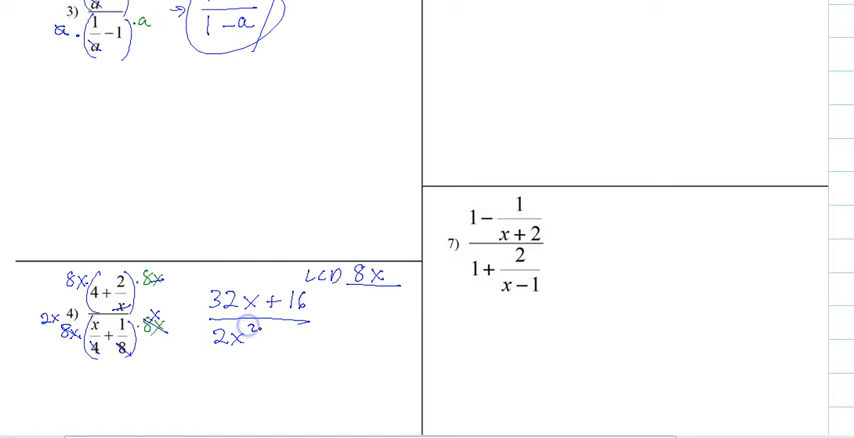 3) a
a · (1/a − 1) · a → 1 − a
4) 8x (4 + 2/x) · 8x
2x 8x · (x/4 + 1/8) · 8x x
LCD 8x
32x + 16
2x²
7) 1 − 1/(x + 2)
1 + 2/(x − 1)